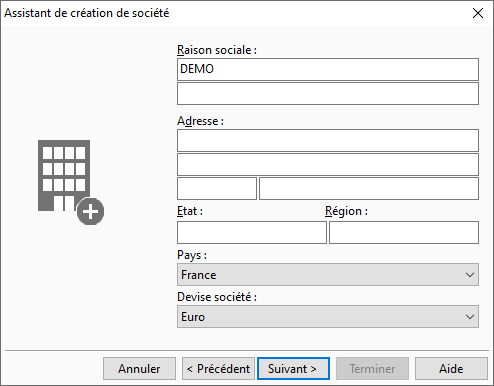 Assistant de création de société
Raison sociale :
DEMO
Adresse :
Etat : Région :
Pays :
France
Devise société :
Euro
Annuler < Précédent Suivant > Terminer Aide